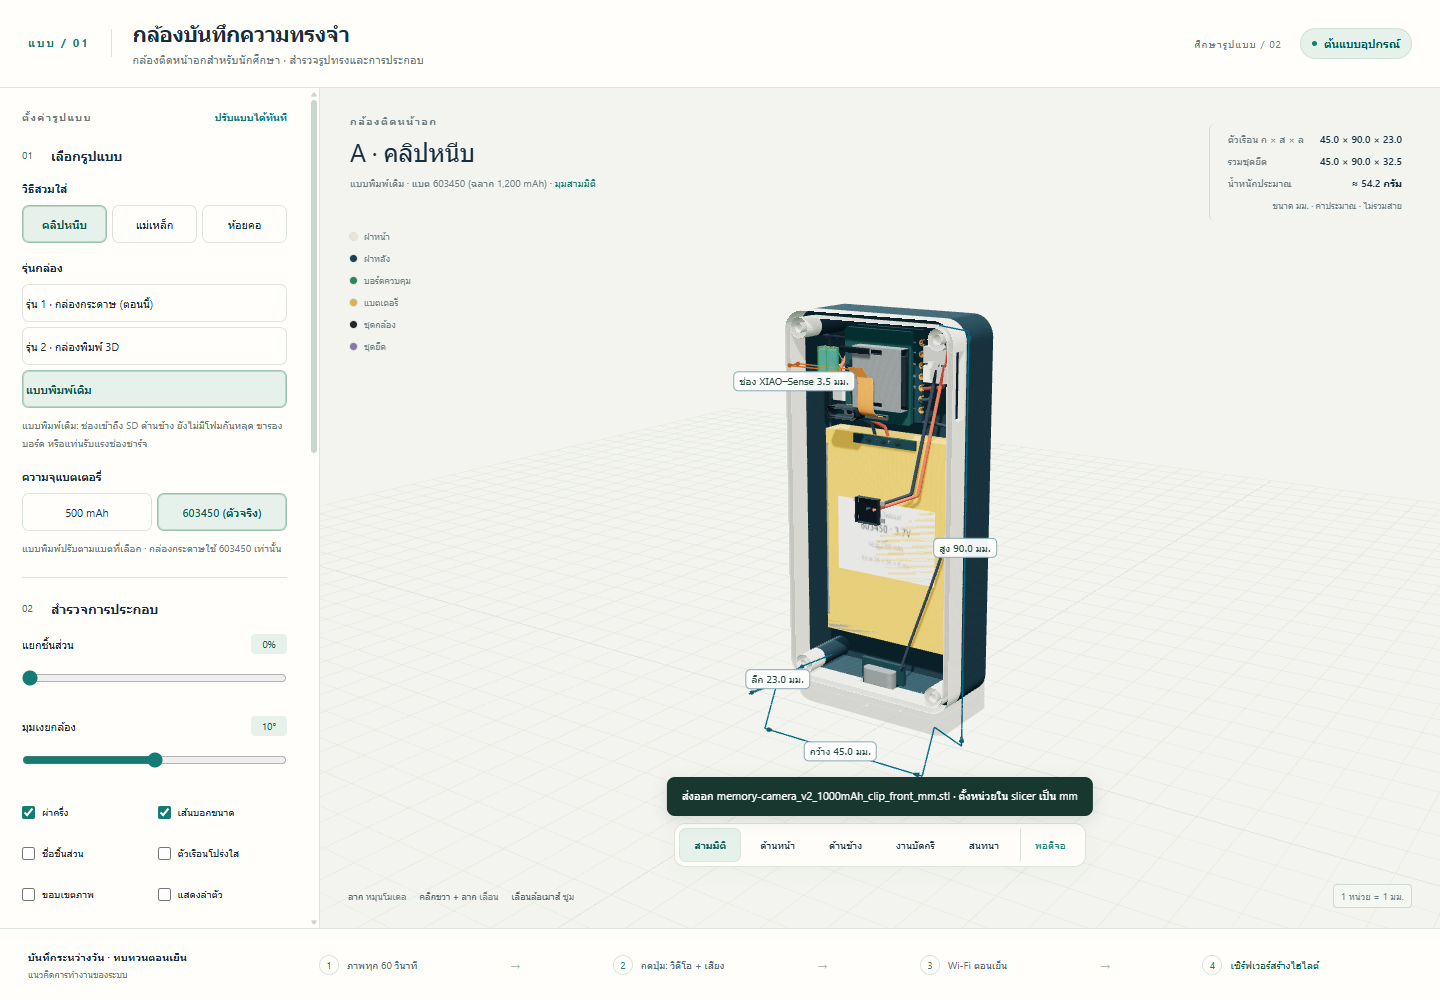 แบบ / 01
กล้องบันทึกความทรงจำ
กล้องติดหน้าอกสำหรับนักศึกษา · สำรวจรูปทรงและการประกอบ
ศึกษารูปแบบ / 02
ต้นแบบอุปกรณ์
ตั้งค่ารูปแบบ
ปรับแบบได้ทันที
01 เลือกรูปแบบ
วิธีสวมใส่
คลิปหนีบ
แม่เหล็ก
ห้อยคอ
รุ่นกล่อง
รุ่น 1 · กล่องกระดาษ (ตอนนี้)
รุ่น 2 · กล่องพิมพ์ 3D
แบบพิมพ์เดิม
แบบพิมพ์เดิม: ช่องเข้าถึง SD ด้านข้าง ยังไม่มีโฟมกันหลุด ขารอง
บอร์ด หรือแท่นรับแรงช่องชาร์จ
ความจุแบตเตอรี่
500 mAh
603450 (ตัวจริง)
แบบพิมพ์ปรับตามแบตที่เลือก · กล่องกระดาษใช้ 603450 เท่านั้น
02 สำรวจการประกอบ
แยกชิ้นส่วน
0%
มุมเงยกล้อง
10°
ผ่าครึ่ง
เส้นบอกขนาด
ชื่อชิ้นส่วน
ตัวเรือนโปร่งใส
ขอบเขตภาพ
แสดงลำตัว
กล้องติดหน้าอก
A · คลิปหนีบ
แบบพิมพ์เดิม · แบต 603450 (ฉลาก 1,200 mAh) · มุมสามมิติ
ฝาหน้า
ฝาหลัง
บอร์ดควบคุม
แบตเตอรี่
ชุดกล้อง
ชุดยึด
ตัวเรือน ก × ส × ล 45.0 × 90.0 × 23.0
รวมชุดยึด 45.0 × 90.0 × 32.5
น้ำหนักประมาณ ≈ 54.2 กรัม
ขนาด มม. · ค่าประมาณ · ไม่รวมสาย
ช่อง XIAO–Sense 3.5 มม.
603450 · 3.7V
สูง 90.0 มม.
ลึก 23.0 มม.
กว้าง 45.0 มม.
ส่งออก memory-camera_v2_1000mAh_clip_front_mm.stl · ตั้งหน่วยใน slicer เป็น mm
สามมิติ
ด้านหน้า
ด้านข้าง
งานบัดกรี
สนทนา
พอดีจอ
ลาก หมุนโมเดล คลิกขวา + ลาก เลื่อน เลื่อนล้อเมาส์ ซูม
1 หน่วย = 1 มม.
บันทึกระหว่างวัน · ทบทวนตอนเย็น
แนวคิดการทำงานของระบบ
1 ภาพทุก 60 วินาที
→
2 กดปุ่ม: วิดีโอ + เสียง
→
3 Wi-Fi ตอนเย็น
→
4 เซิร์ฟเวอร์สร้างไฮไลต์